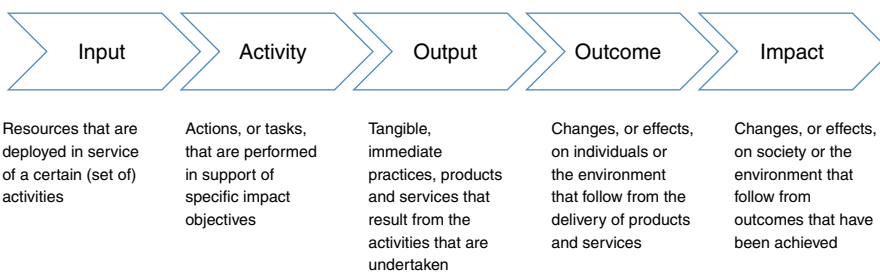 Input
Activity
Output
Outcome
Impact
Resources that are
deployed in service
of a certain (set of)
activities
Actions, or tasks,
that are performed
in support of
specific impact
objectives
Tangible,
immediate
practices, products
and services that
result from the
activities that are
undertaken
Changes, or effects,
on individuals or
the environment
that follow from the
delivery of products
and services
Changes, or effects,
on society or the
environment that
follow from
outcomes that have
been achieved